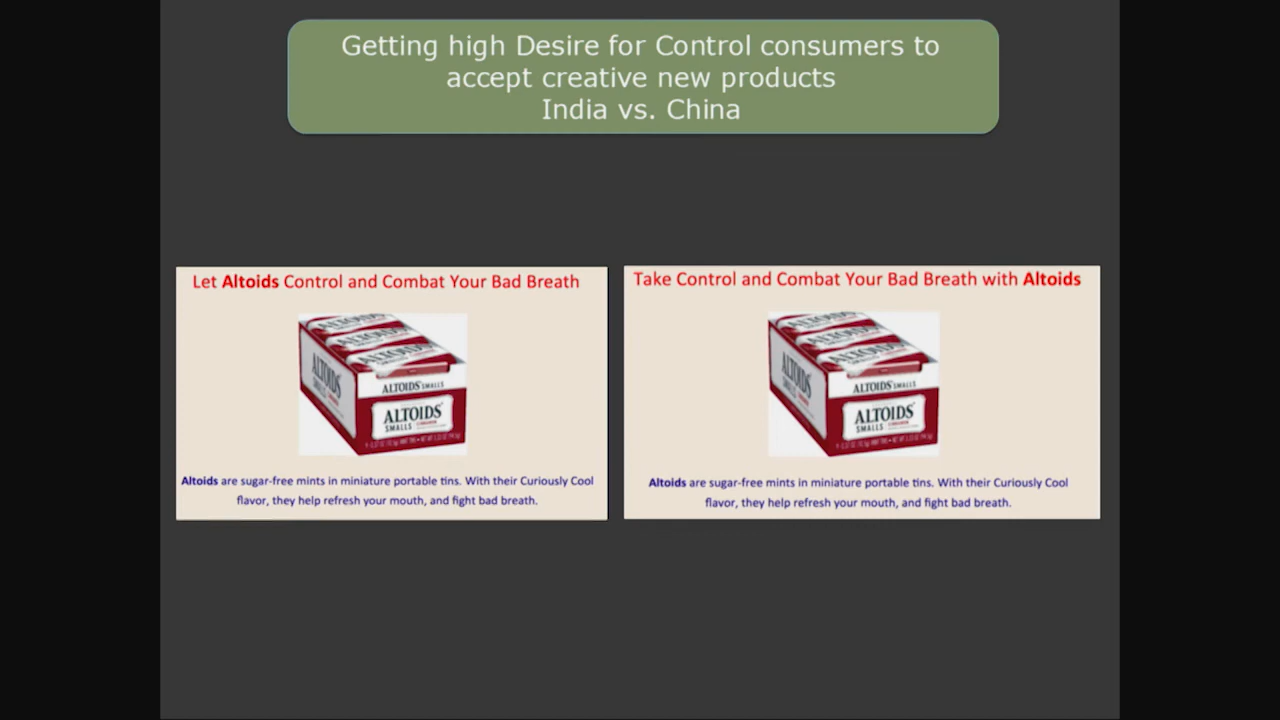 Getting high Desire for Control consumers to
accept creative new products
India vs. China
Let Altoids Control and Combat Your Bad Breath
ALTOIDS
SMALLS
ALTOIDS SMALLS
ALTOIDS
SMALLS
Altoids are sugar-free mints in miniature portable tins. With their Curiously Cool
flavor, they help refresh your mouth, and fight bad breath.
Take Control and Combat Your Bad Breath with Altoids
ALTOIDS
SMALLS
ALTOIDS SMALLS
ALTOIDS
SMALLS
Altoids are sugar-free mints in miniature portable tins. With their Curiously Cool
flavor, they help refresh your mouth, and fight bad breath.